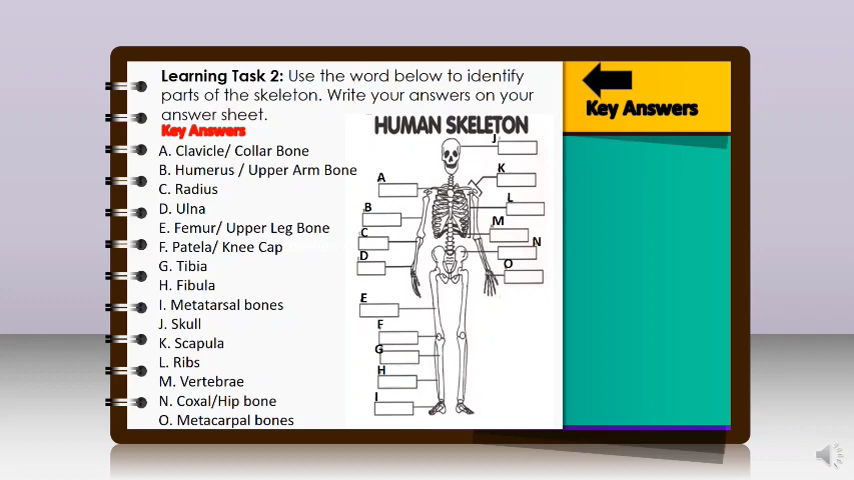 Learning Task 2: Use the word below to identify
parts of the skeleton. Write your answers on your
answer sheet.
Key Answers
A. Clavicle/ Collar Bone
B. Humerus / Upper Arm Bone
C. Radius
D. Ulna
E. Femur/ Upper Leg Bone
F. Patela/ Knee Cap
G. Tibia
H. Fibula
I. Metatarsal bones
J. Skull
K. Scapula
L. Ribs
M. Vertebrae
N. Coxal/Hip bone
O. Metacarpal bones
HUMAN SKELETON
J
K
A
L
B
M
C
N
D
O
E
F
G
H
I
Key Answers